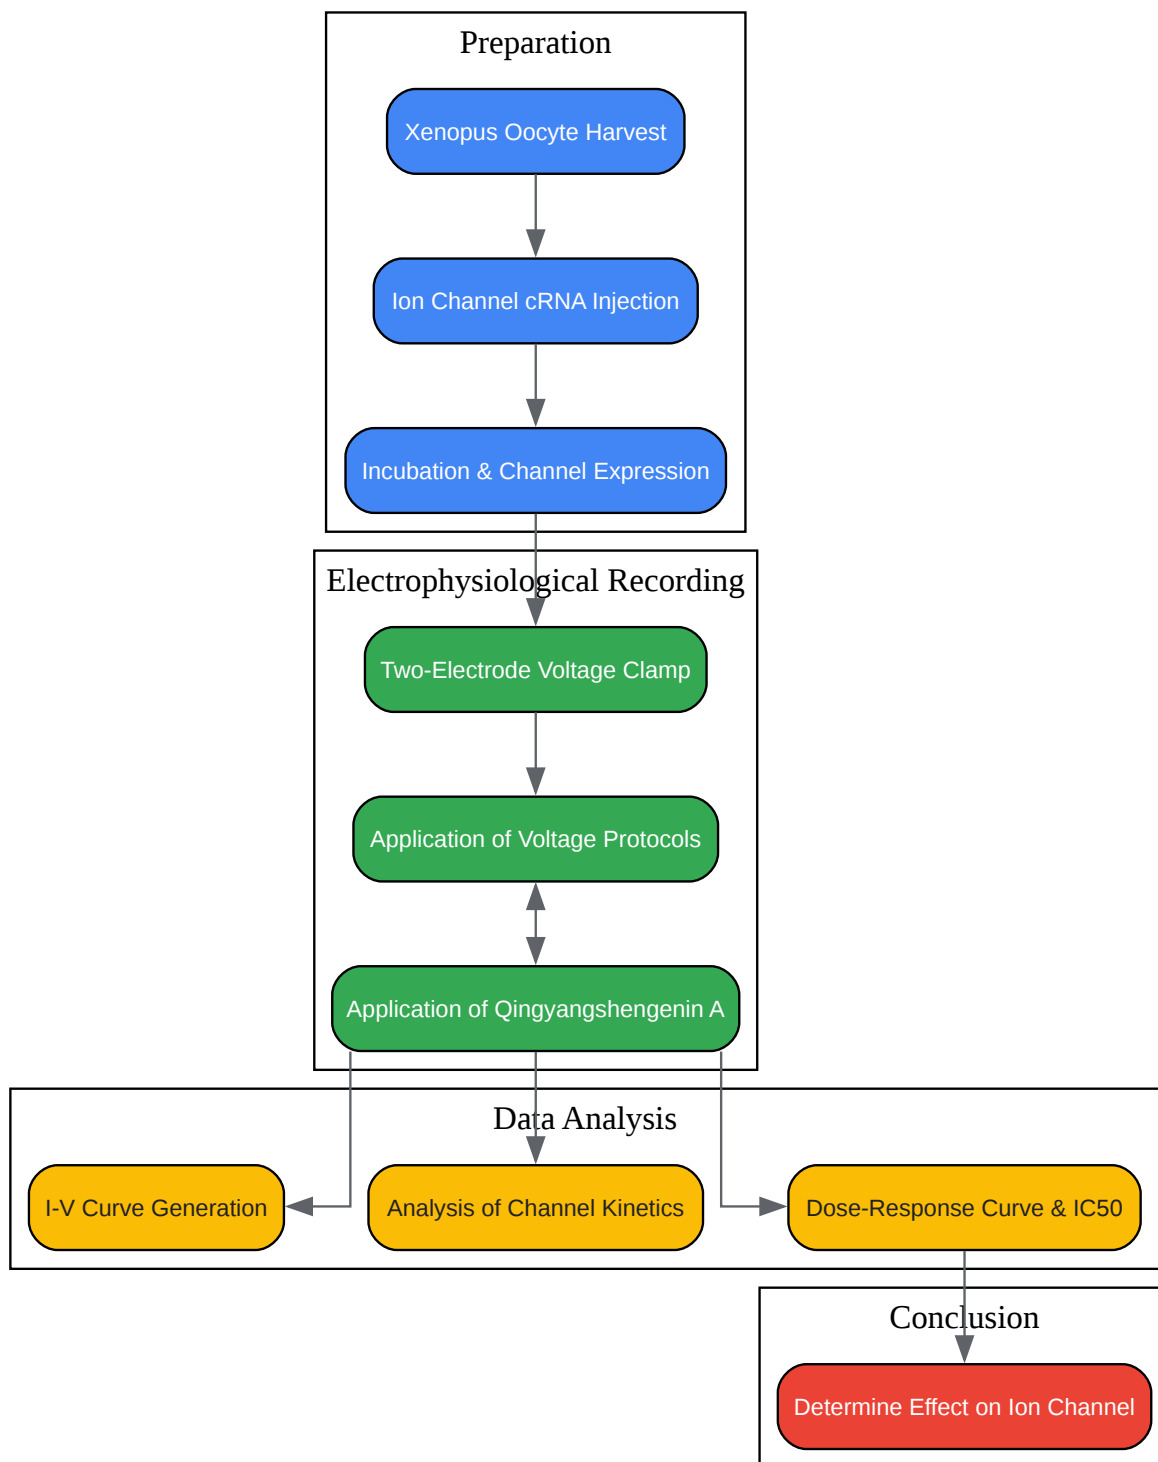 Preparation
Xenopus Oocyte Harvest
Ion Channel cRNA Injection
Incubation & Channel Expression
Electrophysiological Recording
Two-Electrode Voltage Clamp
Application of Voltage Protocols
Application of Qingyangshengenin A
Data Analysis
I-V Curve Generation
Analysis of Channel Kinetics
Dose-Response Curve & IC50
Conclusion
Determine Effect on Ion Channel